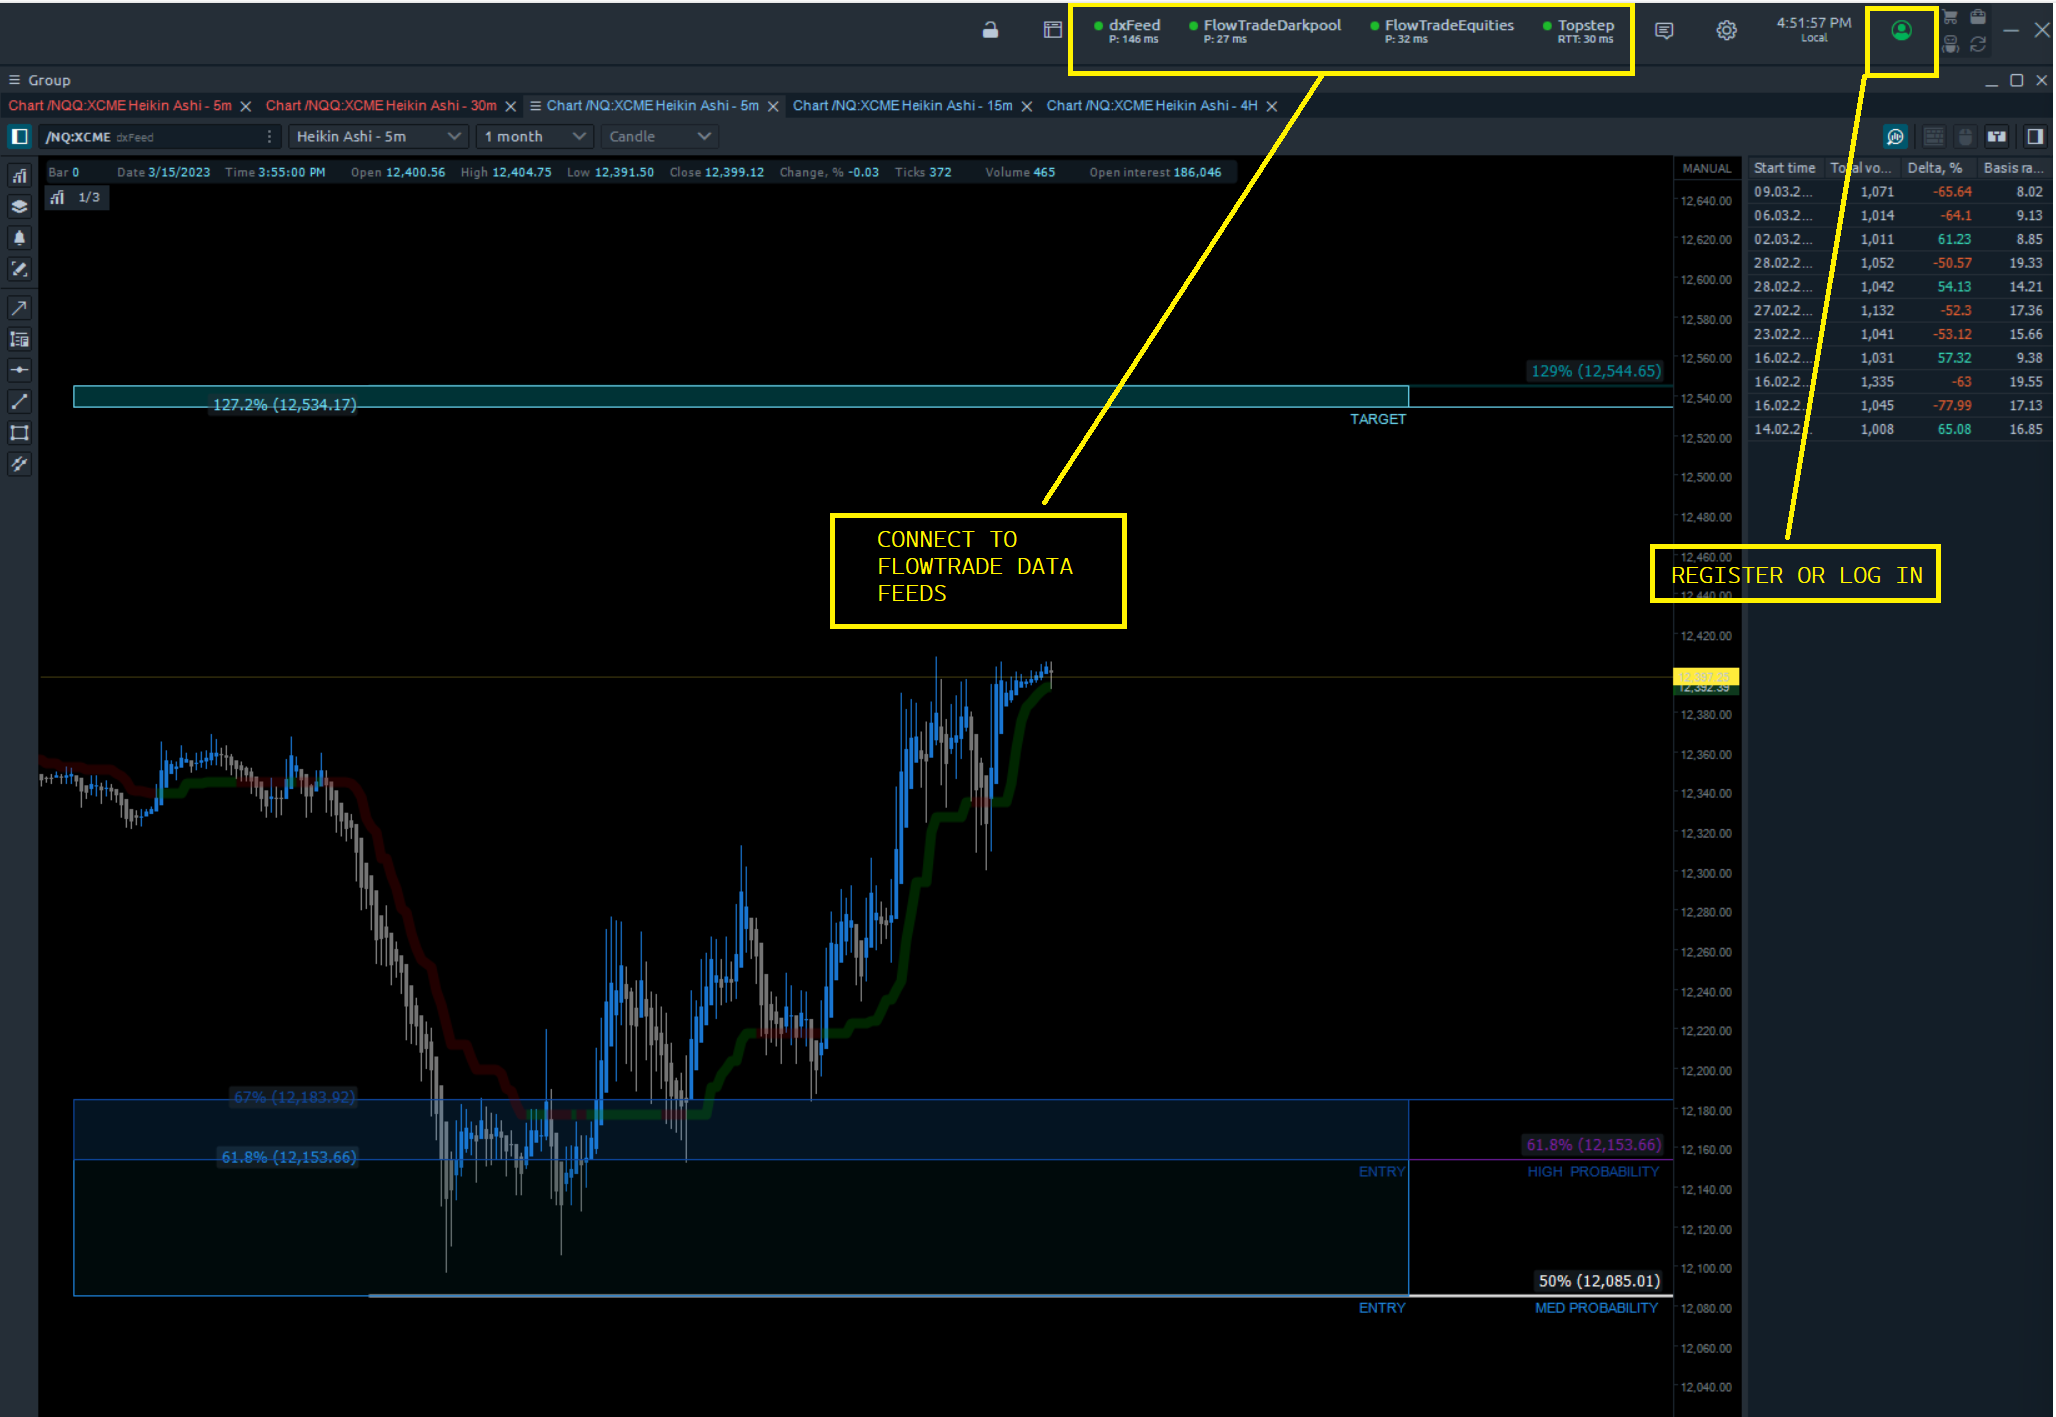 dxFeed FlowTradeDarkpool FlowTradeEquities Topstep 4:51:57 PM
P: 146 ms P: 27 ms P: 32 ms RTT: 30 ms Local
Group
Chart /NQQ:XCME Heikin Ashi - 5m Chart /NQQ:XCME Heikin Ashi - 30m Chart /NQ:XCME Heikin Ashi - 5m Chart /NQ:XCME Heikin Ashi - 15m Chart /NQ:XCME Heikin Ashi - 4H
/NQ:XCME dxFeed Heikin Ashi - 5m 1 month Candle
Bar 0 Date 3/15/2023 Time 3:55:00 PM Open 12,400.56 High 12,404.75 Low 12,391.50 Close 12,399.12 Change, % -0.03 Ticks 372 Volume 465 Open interest 186,046
1/3
MANUAL
12,640.00
12,620.00
12,600.00
12,580.00
12,560.00
12,540.00
12,520.00
12,500.00
12,480.00
12,460.00
12,440.00
12,420.00
12,397.25
12,392.39
12,380.00
12,360.00
12,340.00
12,320.00
12,300.00
12,280.00
12,260.00
12,240.00
12,220.00
12,200.00
12,180.00
12,160.00
12,140.00
12,120.00
12,100.00
12,080.00
12,060.00
12,040.00
Start time Total vo... Delta, % Basis ra...
09.03.2... 1,071 -65.64 8.02
06.03.2... 1,014 -64.1 9.13
02.03.2... 1,011 61.23 8.85
28.02.2... 1,052 -50.57 19.33
28.02.2... 1,042 54.13 14.21
27.02.2... 1,132 -52.3 17.36
23.02.2... 1,041 -53.12 15.66
16.02.2... 1,031 57.32 9.38
16.02.2... 1,335 -63 19.55
16.02.2... 1,045 -77.99 17.13
14.02.2... 1,008 65.08 16.85
129% (12,544.65)
127.2% (12,534.17)
TARGET
CONNECT TO
FLOWTRADE DATA
FEEDS
REGISTER OR LOG IN
67% (12,183.92)
61.8% (12,153.66) 61.8% (12,153.66)
ENTRY HIGH PROBABILITY
50% (12,085.01)
ENTRY MED PROBABILITY